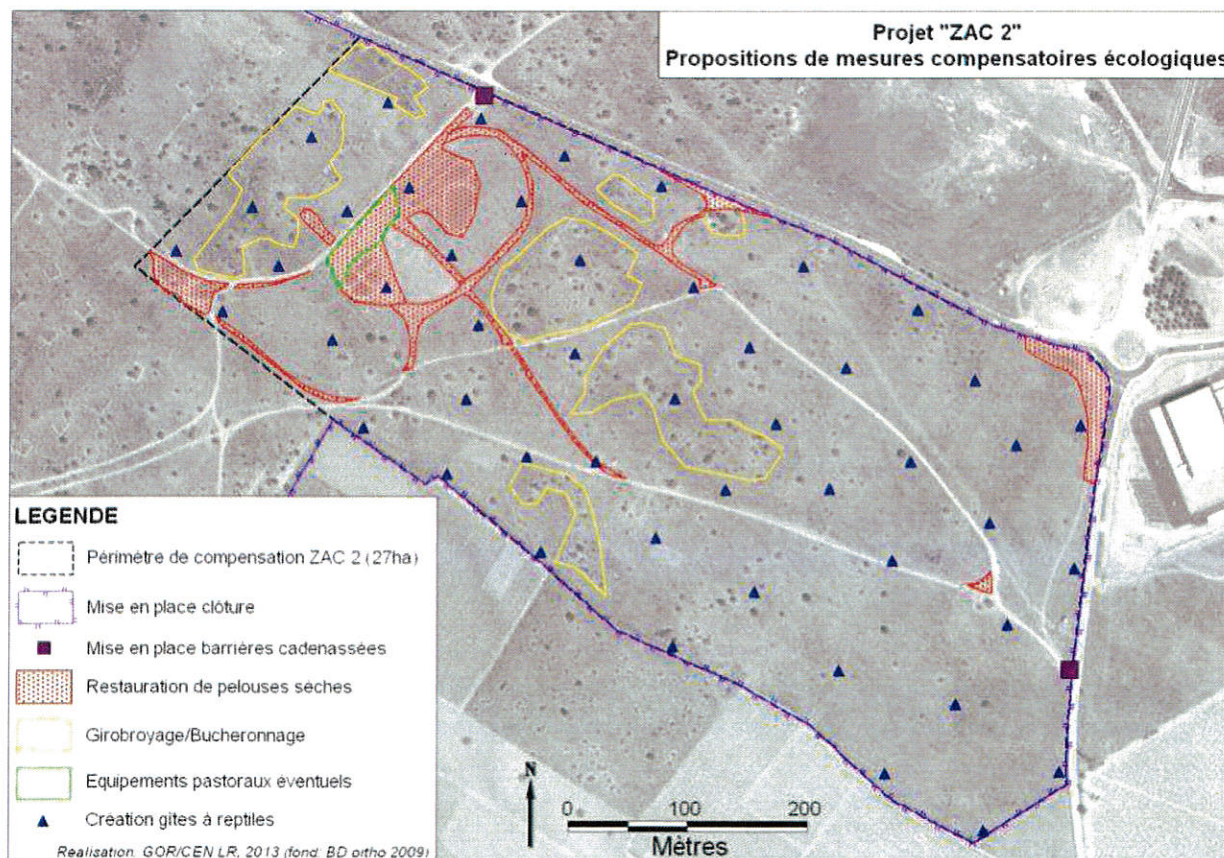 Projet "ZAC 2"
Propositions de mesures compensatoires écologiques
LEGENDE
Périmètre de compensation ZAC 2 (27ha)
Mise en place clôture
Mise en place barrières cadenassées
Restauration de pelouses sèches
Girobroyage/Bucheronnage
Equipements pastoraux éventuels
Création gîtes à reptiles
Realisation: GOR/CEN LR, 2013 (fond: BD ortho 2009)
N
0 100 200
Mètres